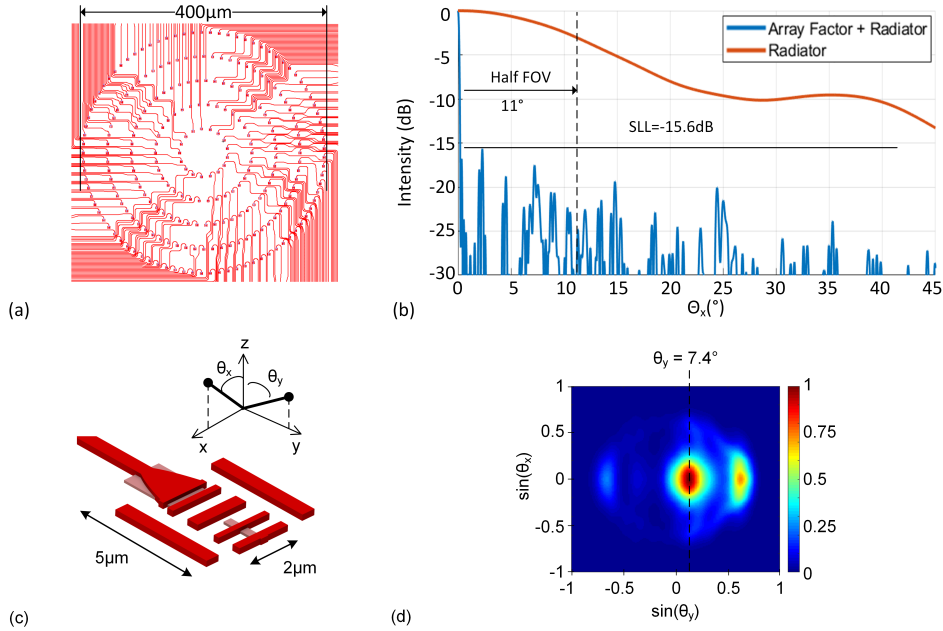 400μm
(a)
0
-5
-10
-15
-20
-25
-30
Intensity (dB)
Array Factor + Radiator
Radiator
Half FOV
11°
SLL=-15.6dB
0
5
10
15
20
25
30
35
40
45
Θx(°)
(b)
z
θx
θy
x
y
5μm
2μm
(c)
θy = 7.4°
1
0.5
0
-0.5
-1
sin(θx)
-1
-0.5
0
0.5
1
sin(θy)
1
0.75
0.5
0.25
0
(d)